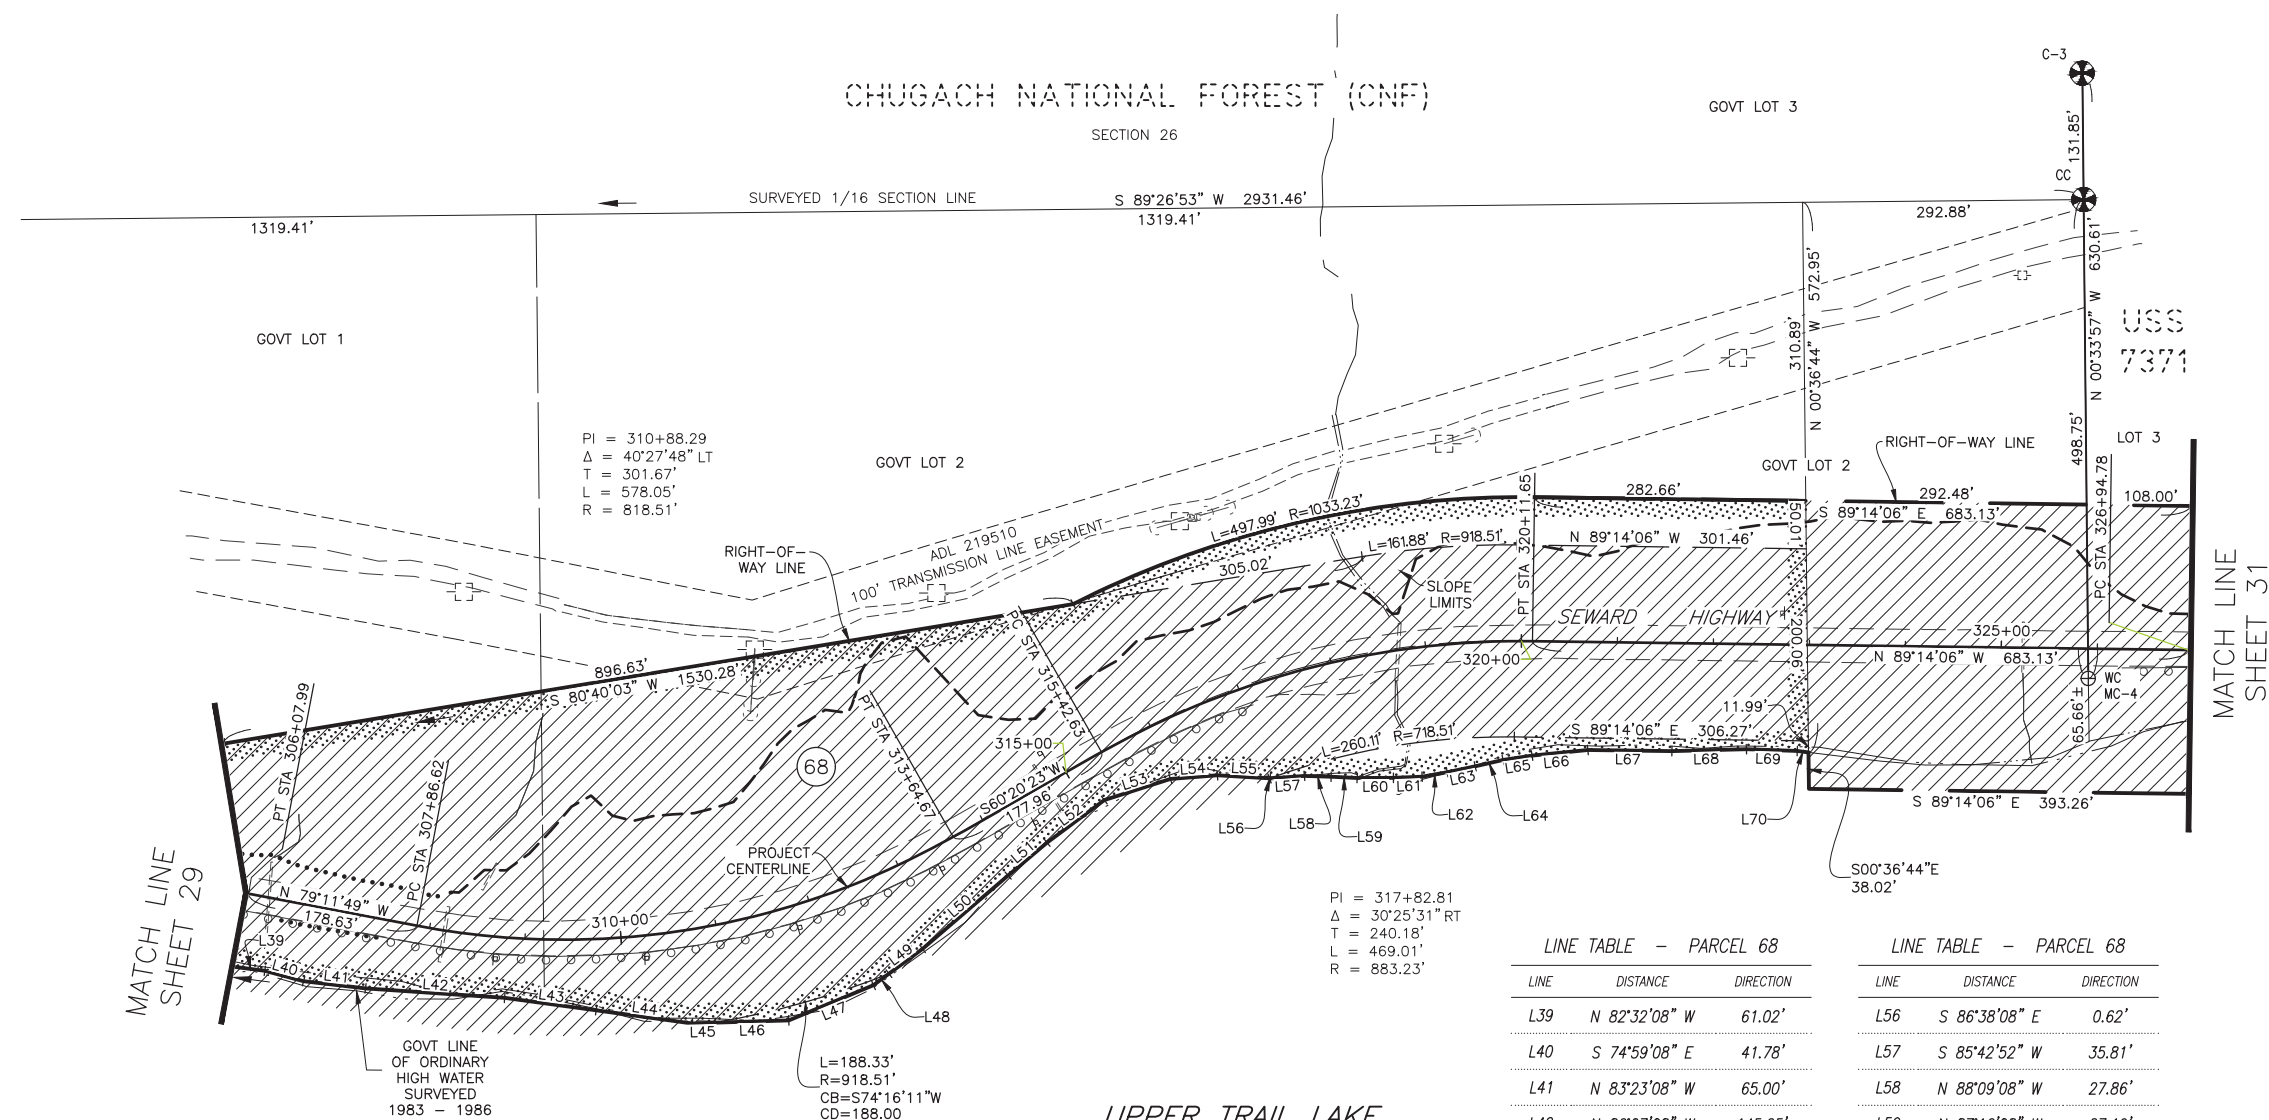 C-3
CHUGACH NATIONAL FOREST (CNF)
GOVT LOT 3
SECTION 26
131.85'
CC
SURVEYED 1/16 SECTION LINE
S 89°26'53" W 2931.46'
1319.41'
1319.41'
292.88'
N 00°36'44" W 572.95'
310.89'
N 00°33'57" W 630.61'
498.75'
USS
7371
GOVT LOT 1
PI = 310+88.29
Δ = 40°27'48" LT
T = 301.67'
L = 578.05'
R = 818.51'
GOVT LOT 2
GOVT LOT 2
RIGHT-OF-WAY LINE
LOT 3
ADL 219510
100' TRANSMISSION LINE EASEMENT
RIGHT-OF-
WAY LINE
L=497.99' R=1033.23'
282.66'
292.48'
108.00'
S 89°14'06" E 683.13'
50.01'
PT STA 320+11.65
PC STA 326+94.78
L=161.88' R=918.51'
N 89°14'06" W 301.46'
305.02'
SLOPE
LIMITS
SEWARD HIGHWAY
200.06'
325+00
320+00
N 89°14'06" W 683.13'
WC
MC-4
65.66'±
MATCH LINE
SHEET 31
896.63'
S 80°40'03" W 1530.28'
PC STA 315+42.63
PT STA 313+64.67
PT STA 306+07.99
PC STA 307+86.62
315+00
68
S60°20'23"W
177.96'
11.99'
S 89°14'06" E 306.27'
L=260.11' R=718.51'
L54
L55
L53
L52
L57
L60
L61
L63
L65
L66
L67
L68
L69
L56
L58
L59
L62
L64
L70
S 89°14'06" E 393.26'
S00°36'44"E
38.02'
PROJECT
CENTERLINE
L51
L50
L49
L48
L47
N 79°11'49" W
178.63'
310+00
L39
L40
L41
L42
L43
L44
L45
L46
MATCH LINE
SHEET 29
GOVT LINE
OF ORDINARY
HIGH WATER
SURVEYED
1983 - 1986
L=188.33'
R=918.51'
CB=S74°16'11"W
CD=188.00
PI = 317+82.81
Δ = 30°25'31" RT
T = 240.18'
L = 469.01'
R = 883.23'
UPPER TRAIL LAKE
LINE TABLE - PARCEL 68
LINE DISTANCE DIRECTION
L39 N 82°32'08" W 61.02'
L40 S 74°59'08" E 41.78'
L41 N 83°23'08" W 65.00'
LINE TABLE - PARCEL 68
LINE DISTANCE DIRECTION
L56 S 86°38'08" E 0.62'
L57 S 85°42'52" W 35.81'
L58 N 88°09'08" W 27.86'